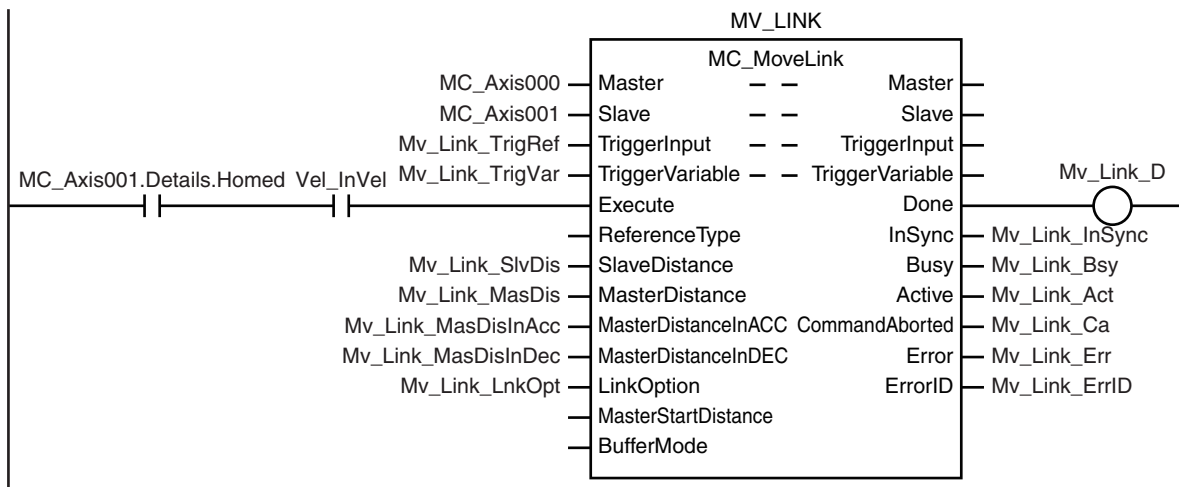 MV_LINK
MC_MoveLink
MC_Axis000 Master – – Master
MC_Axis001 Slave – – Slave
Mv_Link_TrigRef TriggerInput – – TriggerInput
MC_Axis001.Details.Homed Vel_InVel Mv_Link_TrigVar TriggerVariable – – TriggerVariable Mv_Link_D
Execute Done
ReferenceType InSync Mv_Link_InSync
Mv_Link_SlvDis SlaveDistance Busy Mv_Link_Bsy
Mv_Link_MasDis MasterDistance Active Mv_Link_Act
Mv_Link_MasDisInAcc MasterDistanceInACC CommandAborted Mv_Link_Ca
Mv_Link_MasDisInDec MasterDistanceInDEC Error Mv_Link_Err
Mv_Link_LnkOpt LinkOption ErrorID Mv_Link_ErrID
MasterStartDistance
BufferMode